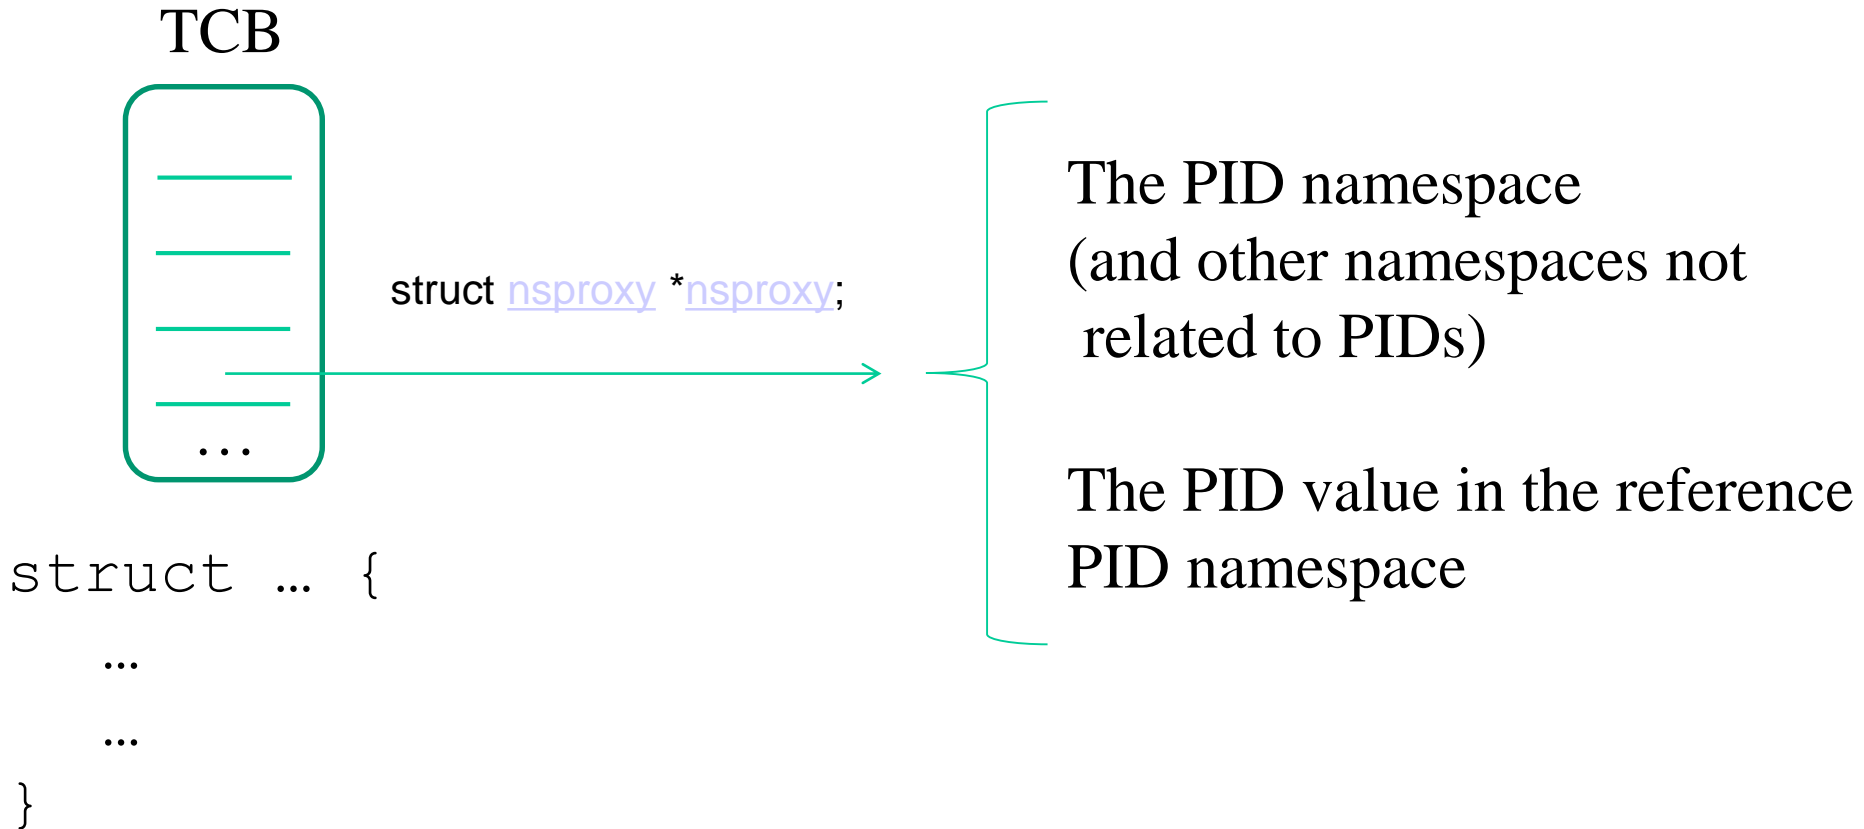 TCB
…
struct nsproxy *nsproxy;
The PID namespace
(and other namespaces not
related to PIDs)
The PID value in the reference
PID namespace
struct … {
…
…
}